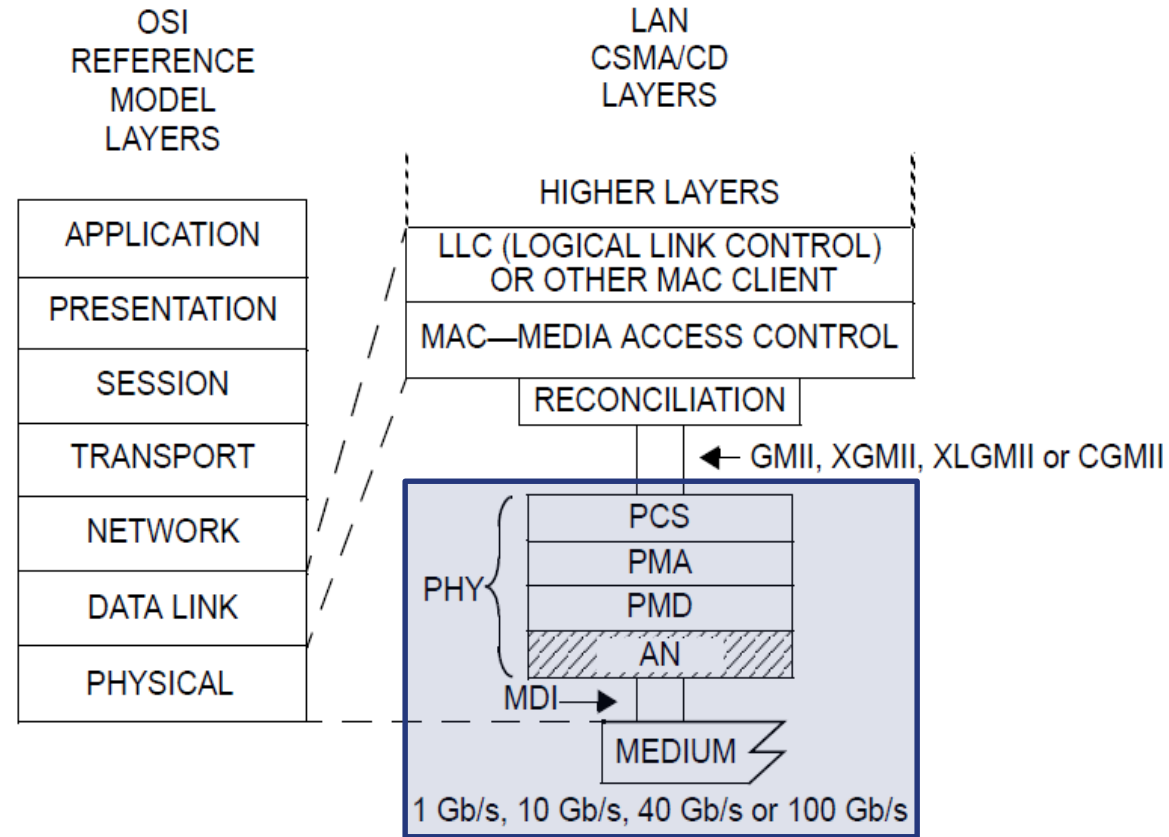 OSI
REFERENCE
MODEL
LAYERS
LAN
CSMA/CD
LAYERS
APPLICATION
PRESENTATION
SESSION
TRANSPORT
NETWORK
DATA LINK
PHYSICAL
HIGHER LAYERS
LLC (LOGICAL LINK CONTROL)
OR OTHER MAC CLIENT
MAC—MEDIA ACCESS CONTROL
RECONCILIATION
GMII, XGMII, XLGMII or CGMII
PHY
PCS
PMA
PMD
AN
MDI
MEDIUM
1 Gb/s, 10 Gb/s, 40 Gb/s or 100 Gb/s